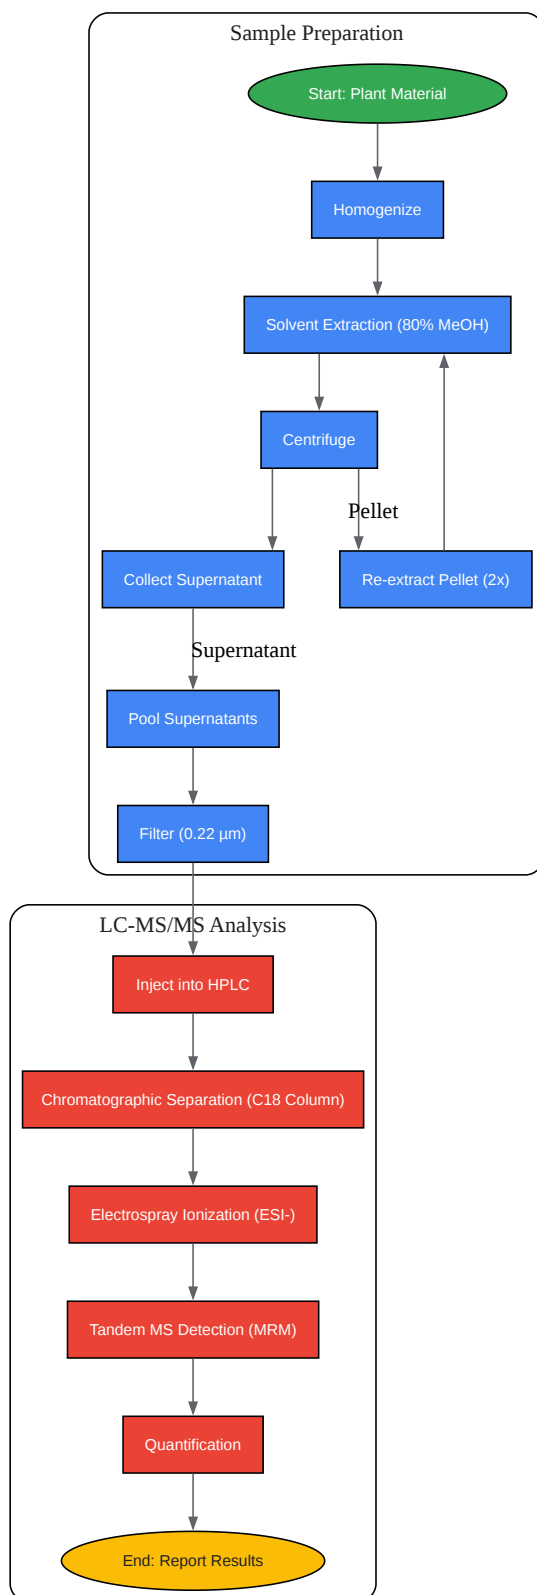 Sample Preparation
Start: Plant Material
Homogenize
Solvent Extraction (80% MeOH)
Centrifuge
Pellet
Collect Supernatant
Re-extract Pellet (2x)
Supernatant
Pool Supernatants
Filter (0.22 µm)
LC-MS/MS Analysis
Inject into HPLC
Chromatographic Separation (C18 Column)
Electrospray Ionization (ESI-)
Tandem MS Detection (MRM)
Quantification
End: Report Results